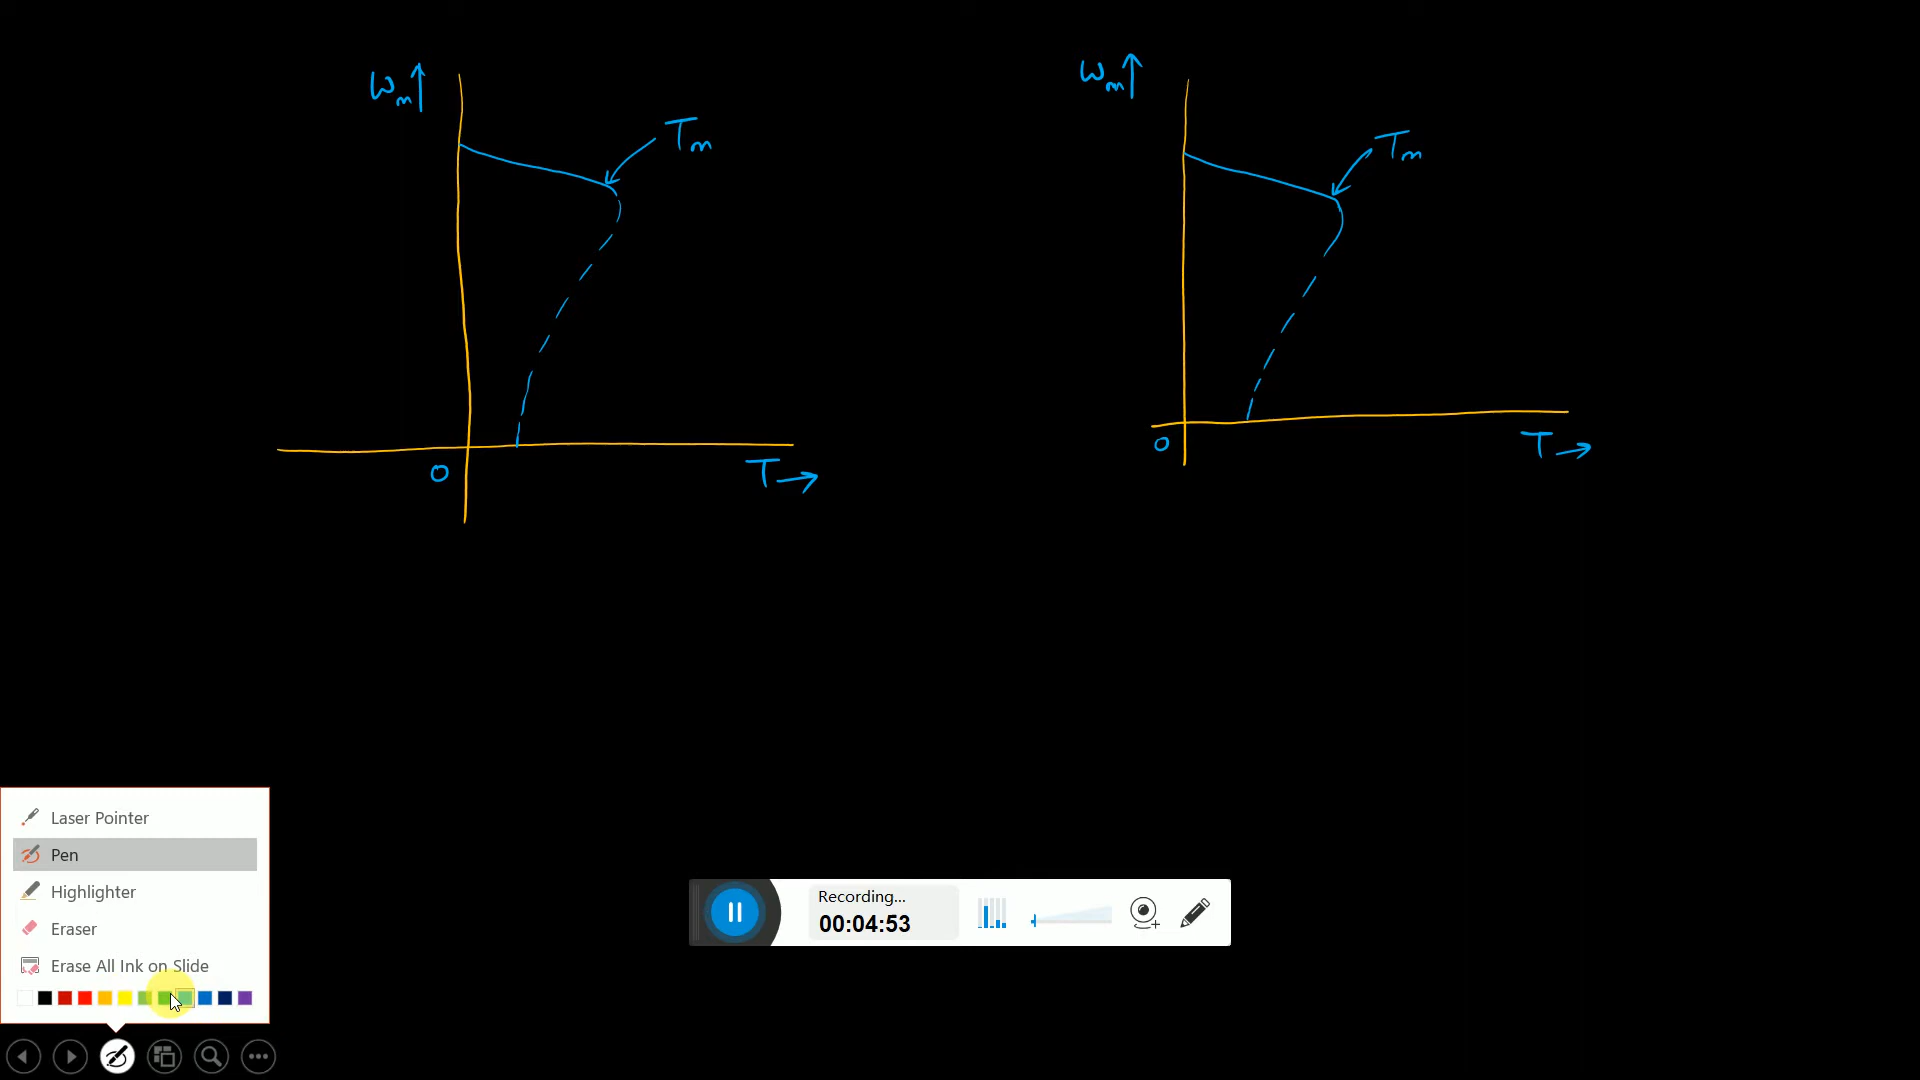 ωm↑
Tm
0
T→
ωm↑
Tm
0
T→
Laser Pointer
Pen
Highlighter
Eraser
Erase All Ink on Slide
Recording...
00:04:53